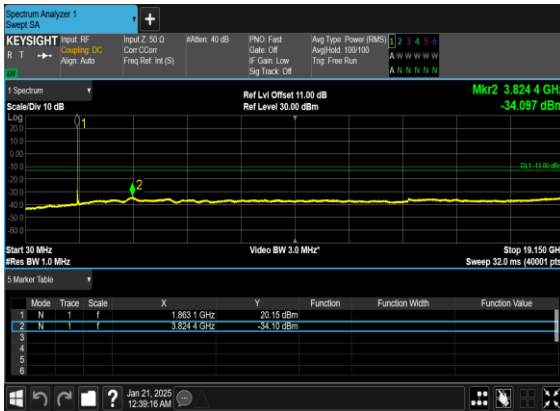 Spectrum Analyzer 1
Swept SA
KEYSIGHT Input: RF Input Z: 50 Ω #Atten: 40 dB PNO: Fast Avg Type: Power (RMS) 1 2 3 4 5 6
R T Coupling: DC Corr CCorr Gate: Off Avg|Hold: 100/100 A W W W W W
Align: Auto Freq Ref: Int (S) IF Gain: Low Trig: Free Run
LXI Sig Track: Off A N N N N N
1 Spectrum Ref Lvl Offset 11.00 dB Mkr2 3.824 4 GHz
Scale/Div 10 dB Ref Level 30.00 dBm -34.097 dBm
Log
20.0
10.0
0.00
-10.0
-20.0
-30.0
-40.0
-50.0
-60.0
1
2
DL1 -13.00 dBm
Start 30 MHz Video BW 3.0 MHz* Stop 19.150 GHz
#Res BW 1.0 MHz Sweep 32.0 ms (40001 pts)
5 Marker Table
Mode Trace Scale X Y Function Function Width Function Value
1 N 1 f 1.863 1 GHz 20.15 dBm
2 N 1 f 3.824 4 GHz -34.10 dBm
3
4
5
6
Jan 21, 2025
12:39:16 AM